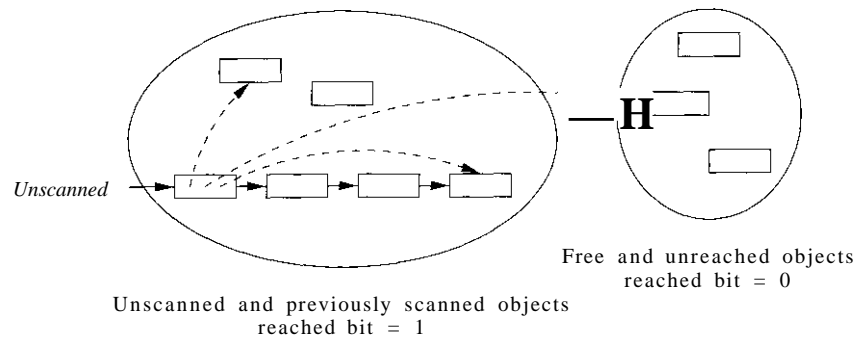 H
Unscanned
Free and unreached objects
reached bit = 0
Unscanned and previously scanned objects
reached bit = 1